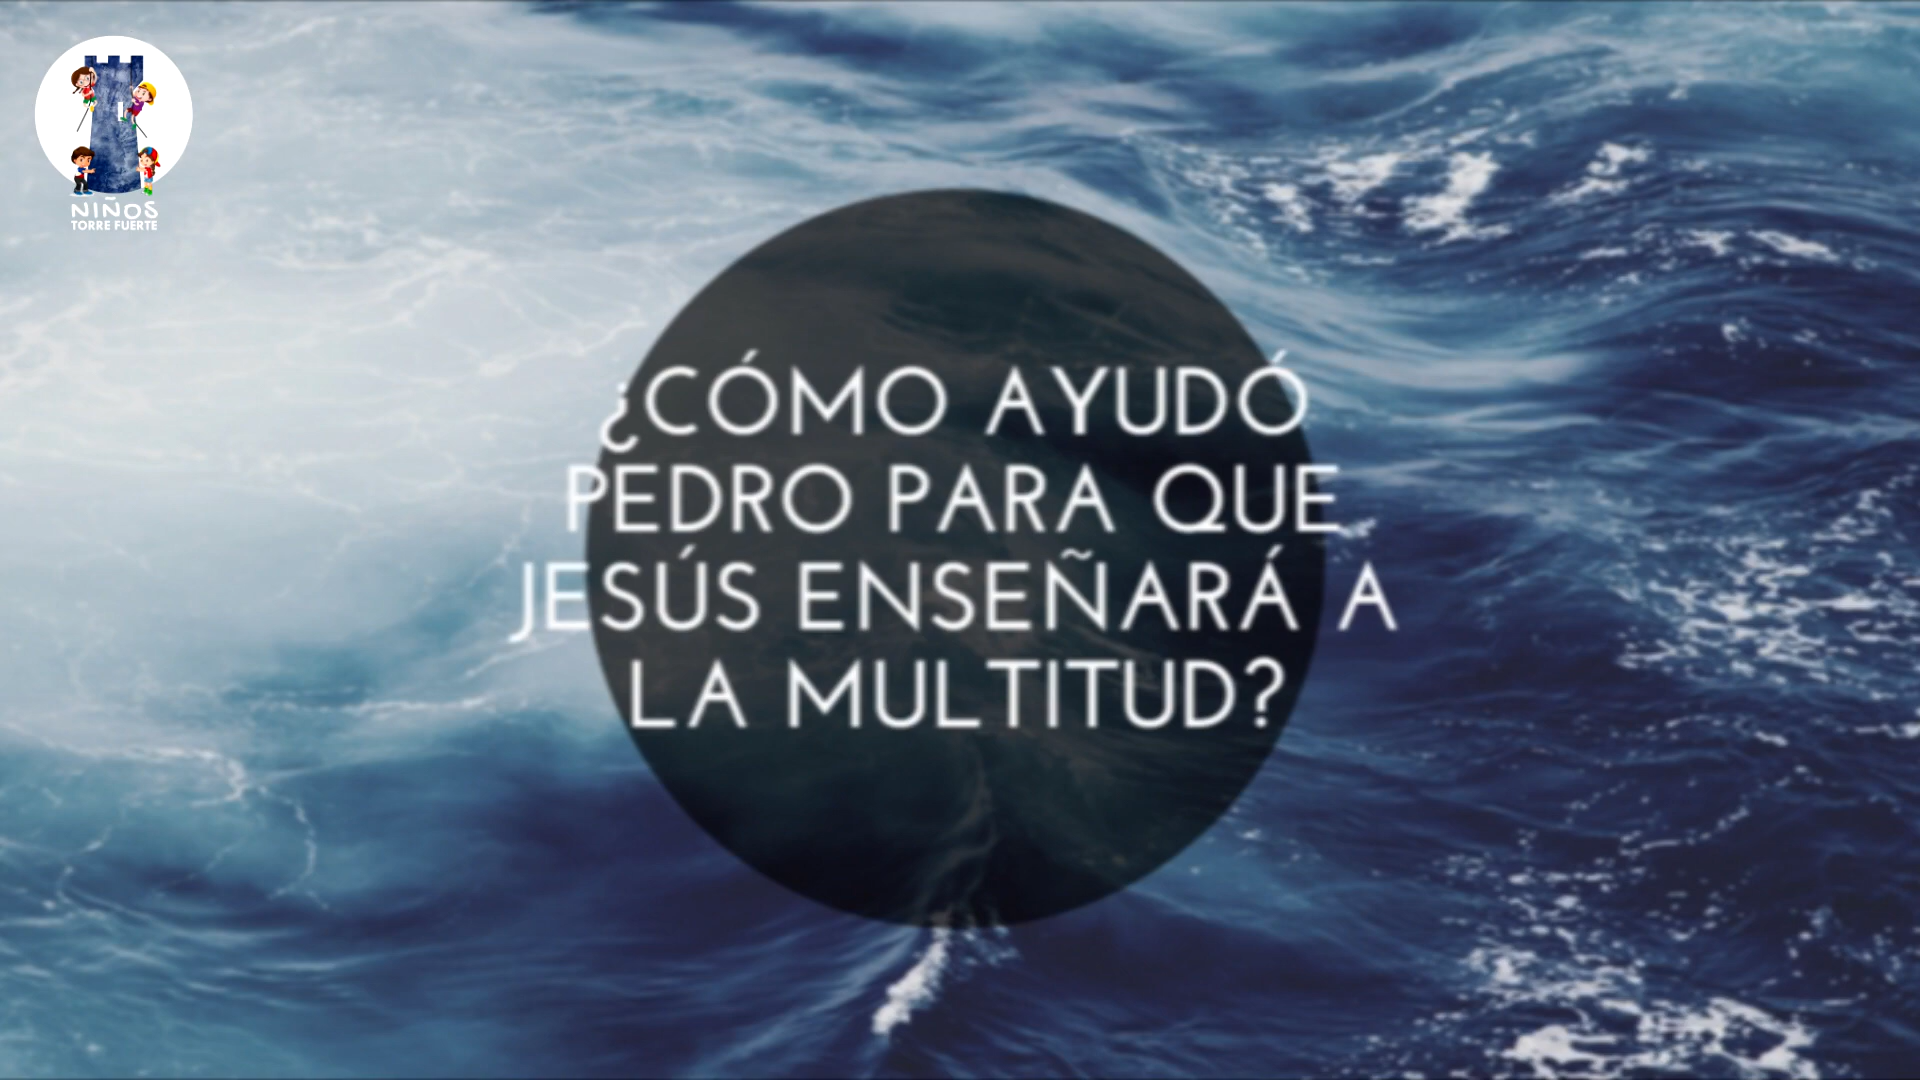 NIÑOS
TORRE FUERTE
¿CÓMO AYUDÓ
PEDRO PARA QUE
JESÚS ENSEÑARÁ A
LA MULTITUD?